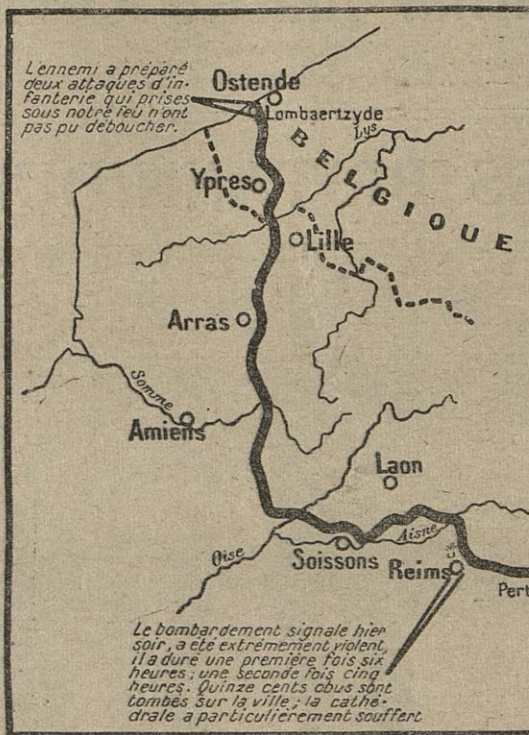 L'ennemi a préparé
deux attaques d'in-
fanterie qui prises
sous notre feu n'ont
pas pu déboucher.
Ostende
Lombaertzyde
Lys
BELGIQUE
Ypres
Lille
Arras
Somme
Amiens
Laon
Oise
Soissons
Aisne
Reims
Pert
Le bombardement signale hier
soir, a été extrêmement violent,
il a duré une première fois six
heures; une seconde fois cinq
heures. Quinze cents obus sont
tombés sur la ville; la cathé-
drale a particulièrement souffert